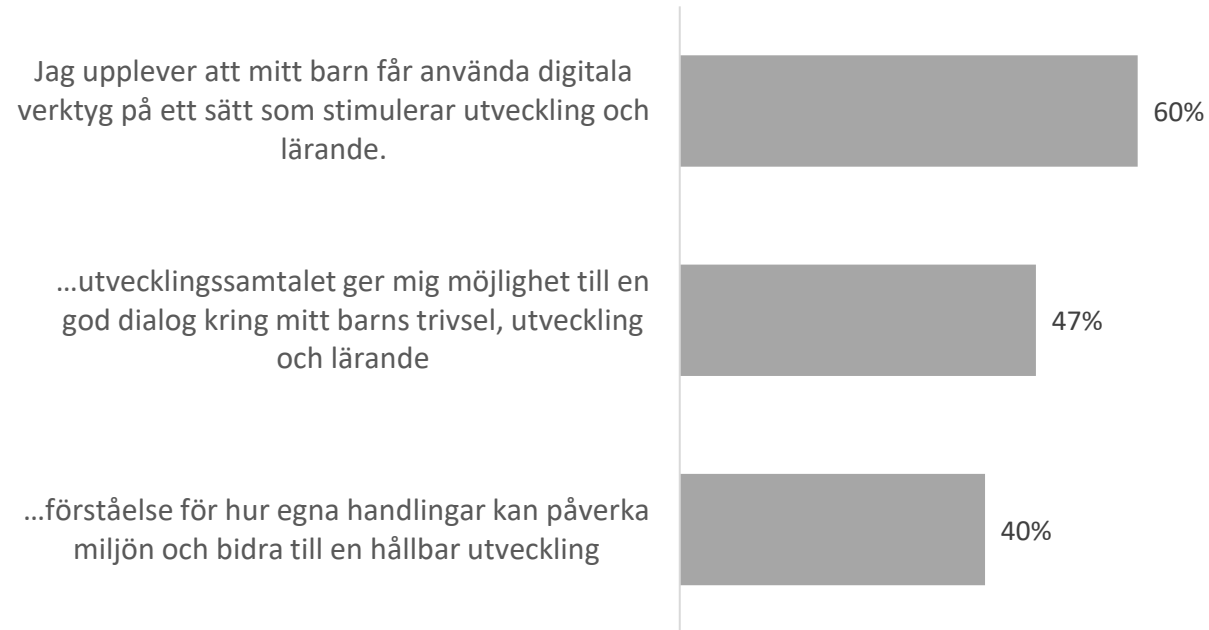 Jag upplever att mitt barn får använda digitala
verktyg på ett sätt som stimulerar utveckling och
lärande.
60%
…utvecklingssamtalet ger mig möjlighet till en
god dialog kring mitt barns trivsel, utveckling
och lärande
47%
…förståelse för hur egna handlingar kan påverka
miljön och bidra till en hållbar utveckling
40%